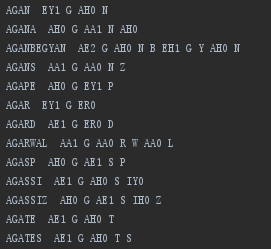 AGAN  EY1 G AH0 N
AGANA  AH0 G AA1 N AH0
AGANBEGYAN  AE2 G AH0 N B EH1 G Y AH0 N
AGANS  AA1 G AA0 N Z
AGAPE  AH0 G EY1 P
AGAR  EY1 G ER0
AGARD  AE1 G ER0 D
AGARWAL  AA1 G AA0 R W AA0 L
AGASP  AH0 G AE1 S P
AGASSI  AE1 G AH0 S IY0
AGASSIZ  AH0 G AE1 S IH0 Z
AGATE  AE1 G AH0 T
AGATES  AE1 G AH0 T S